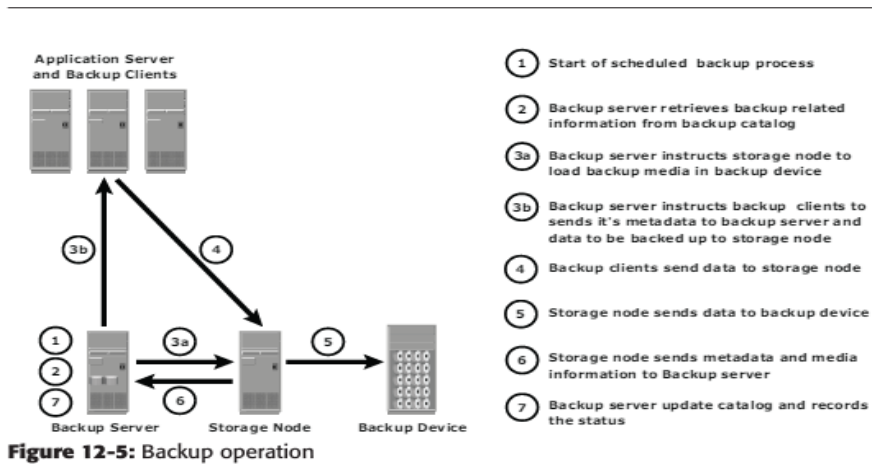 Application Server
and Backup Clients
3b
4
1
2
7
3a
6
5
Backup Server
Storage Node
Backup Device
1 Start of scheduled backup process
2 Backup server retrieves backup related
information from backup catalog
3a Backup server instructs storage node to
load backup media in backup device
3b Backup server instructs backup clients to
sends it's metadata to backup server and
data to be backed up to storage node
4 Backup clients send data to storage node
5 Storage node sends data to backup device
6 Storage node sends metadata and media
information to Backup server
7 Backup server update catalog and records
the status
Figure 12-5: Backup operation